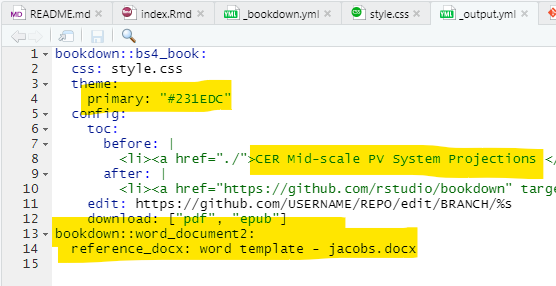 README.md
index.Rmd
_bookdown.yml
style.css
_output.yml
1 bookdown::bs4_book:
2 css: style.css
3 theme:
4 primary: "#231EDC"
5 config:
6 toc:
7 before: |
8 <li><a href="./">CER Mid-scale PV System Projections </
9 after: |
10 <li><a href="https://github.com/rstudio/bookdown" targe
11 edit: https://github.com/USERNAME/REPO/edit/BRANCH/%s
12 download: ["pdf", "epub"]
13 bookdown::word_document2:
14 reference_docx: word template - jacobs.docx
15